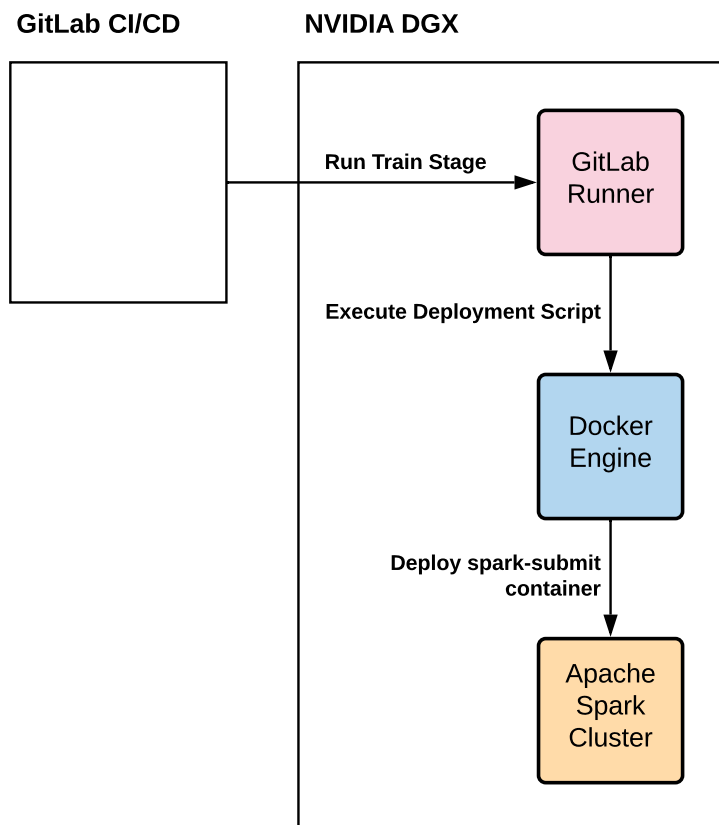 GitLab CI/CD
NVIDIA DGX
Run Train Stage
GitLab
Runner
Execute Deployment Script
Docker
Engine
Deploy spark-submit
container
Apache
Spark
Cluster